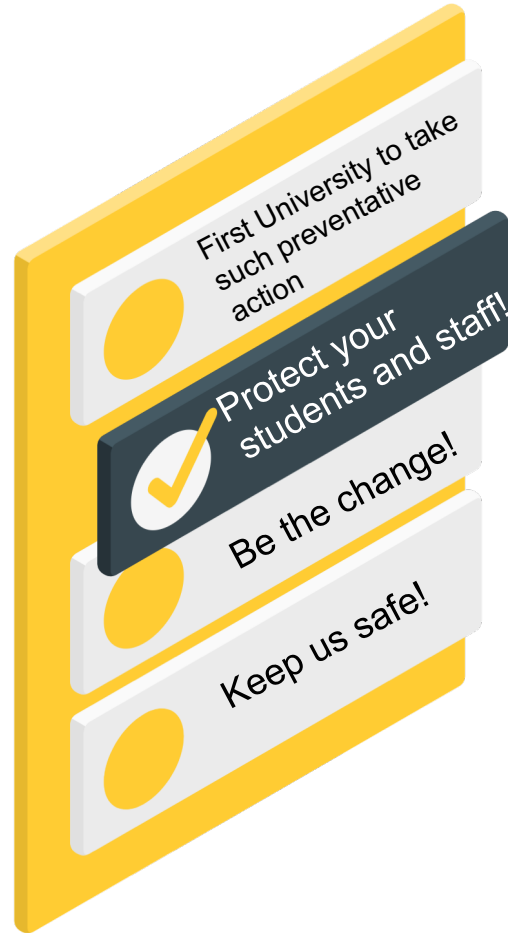 First University to take
such preventative
action
Protect your
students and staff!
Be the change!
Keep us safe!